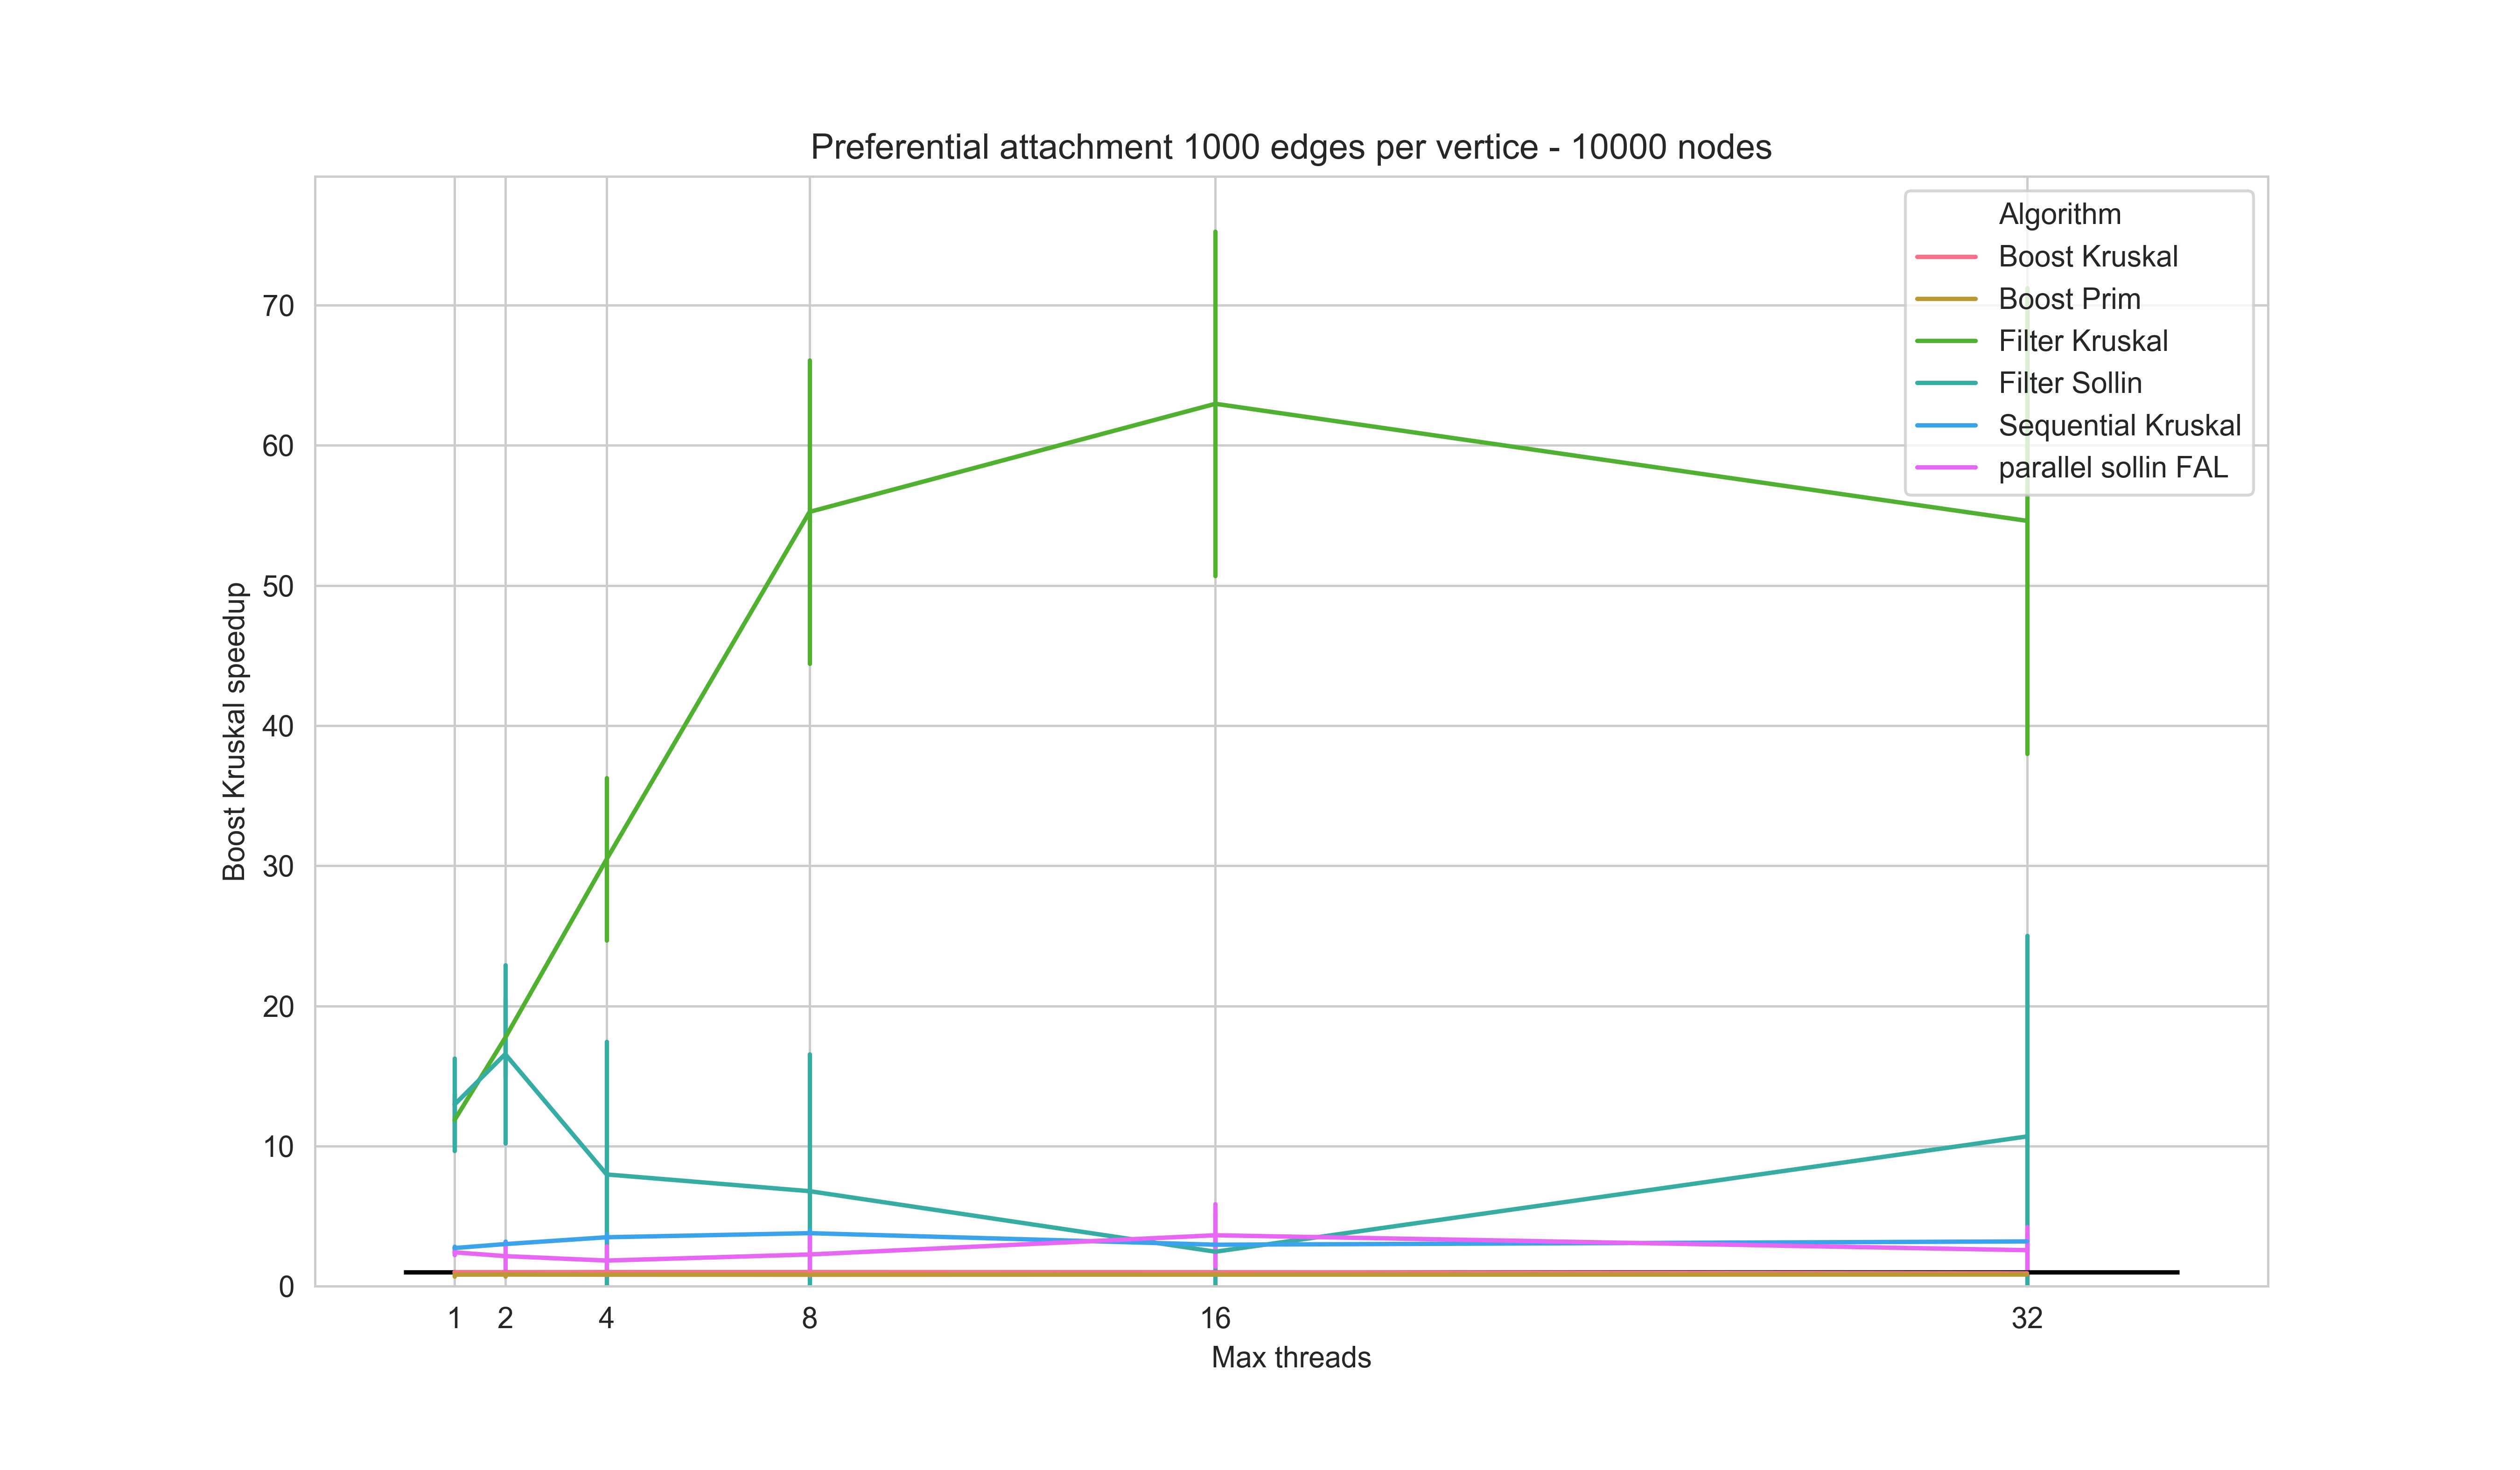 Preferential attachment 1000 edges per vertice - 10000 nodes
Algorithm
Boost Kruskal
Boost Prim
Filter Kruskal
Filter Sollin
Sequential Kruskal
parallel sollin FAL
Boost Kruskal speedup
70
60
50
40
30
20
10
0
1 2 4 8 16 32
Max threads